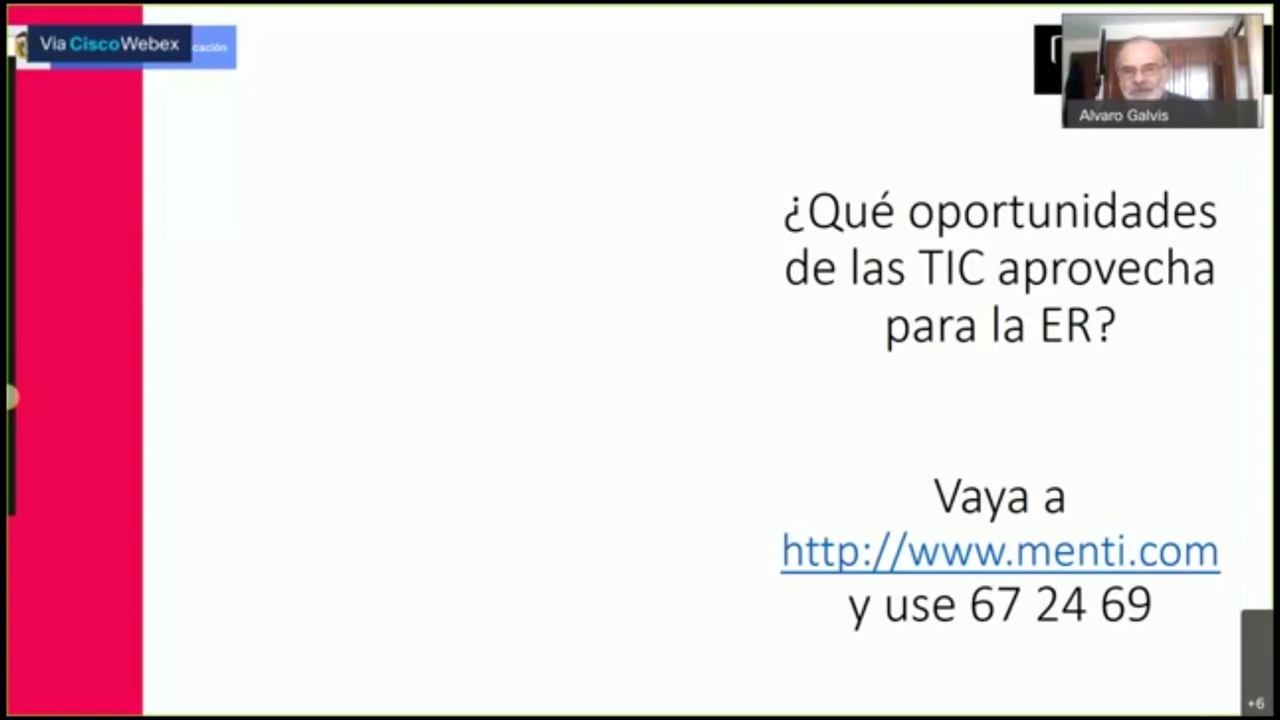 Via CiscoWebex
cación
Alvaro Galvis
¿Qué oportunidades
de las TIC aprovecha
para la ER?
Vaya a
http://www.menti.com
y use 67 24 69
+6